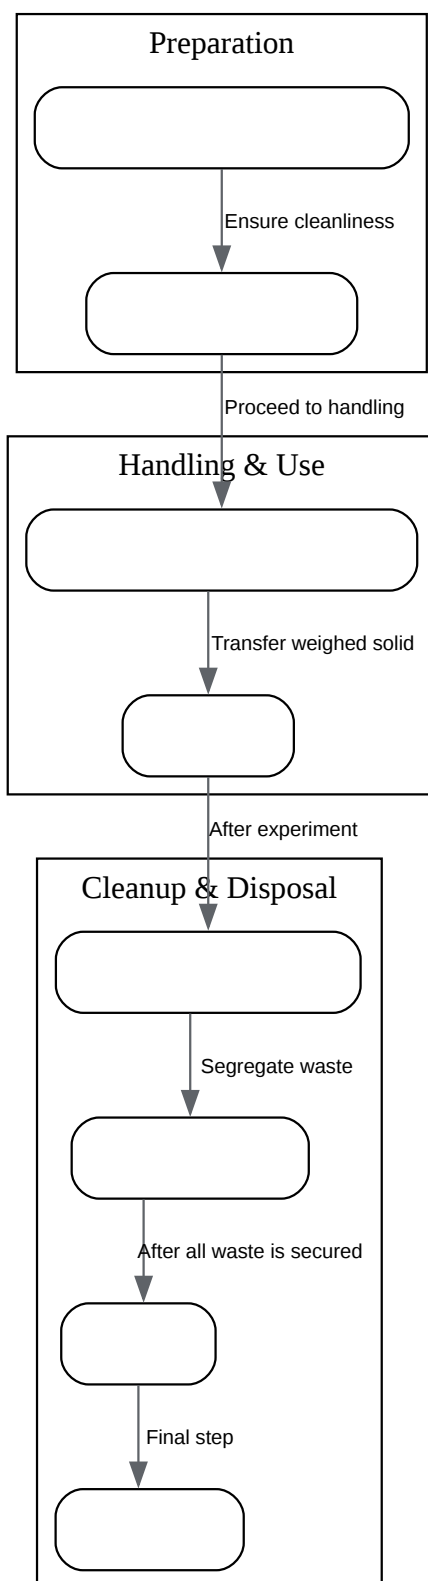 Preparation
Ensure cleanliness
Proceed to handling
Handling & Use
Transfer weighed solid
After experiment
Cleanup & Disposal
Segregate waste
After all waste is secured
Final step